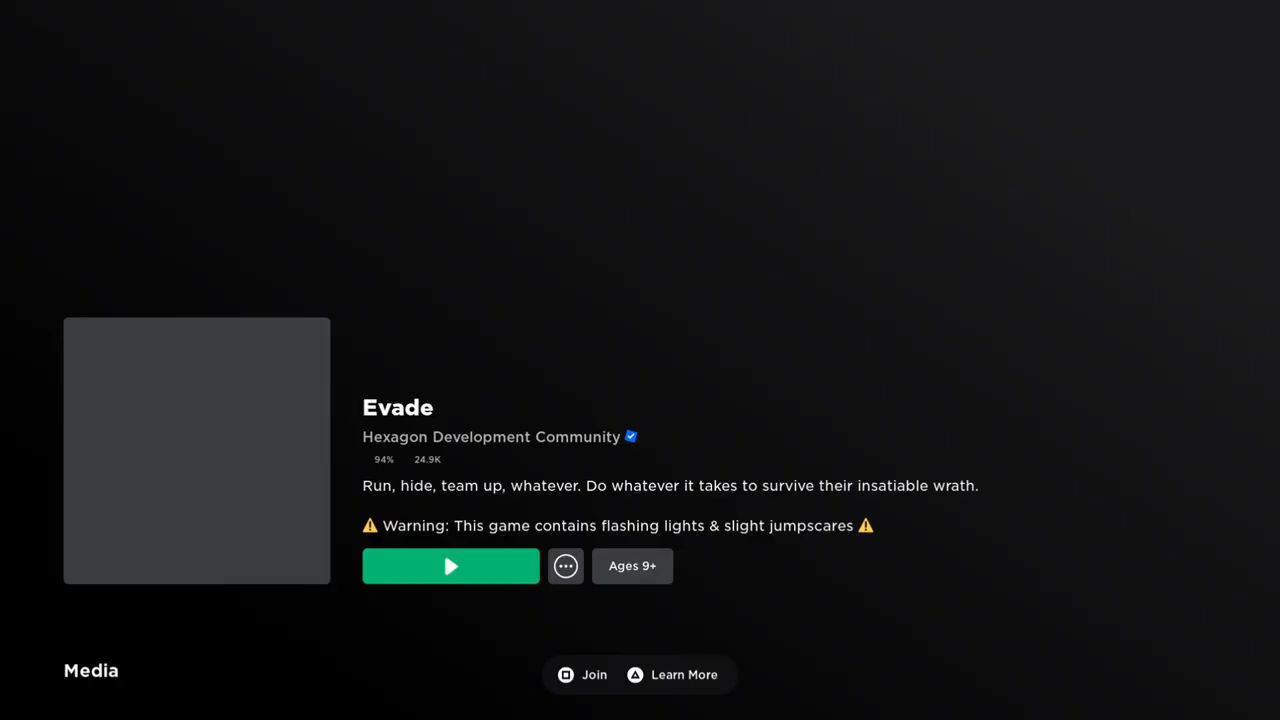 Evade
Hexagon Development Community
94% 24.9K
Run, hide, team up, whatever. Do whatever it takes to survive their insatiable wrath.
⚠️ Warning: This game contains flashing lights & slight jumpscares ⚠️
Ages 9+
Media
Join Learn More